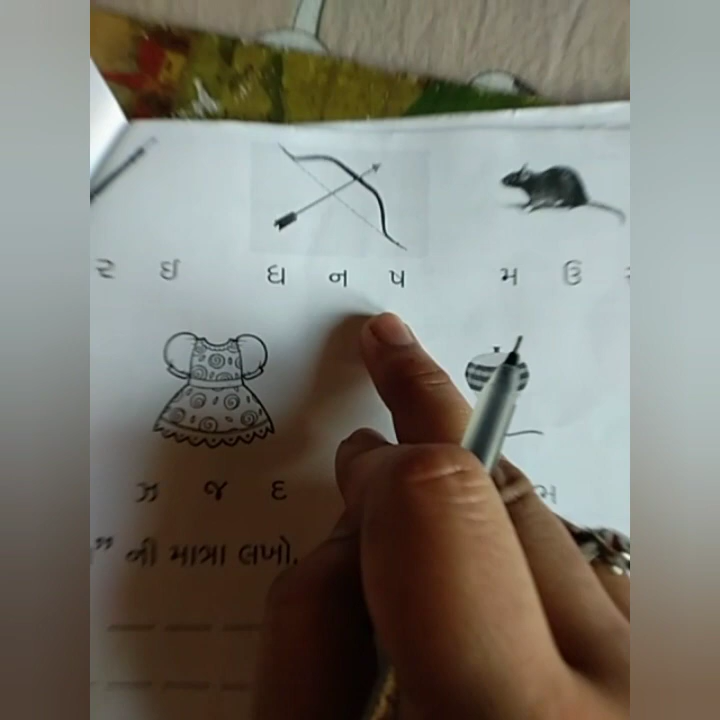 ર ઈ ધ ન ષ મ ઉ
ઝ જ દ ભ
” ની માત્રા લખો.